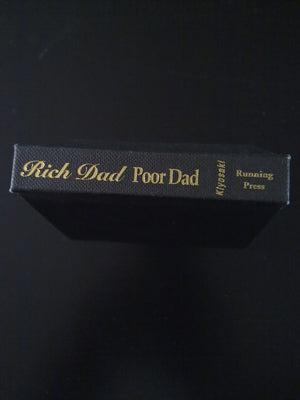 Rich Dad Poor Dad
Kiyosaki
Running
Press